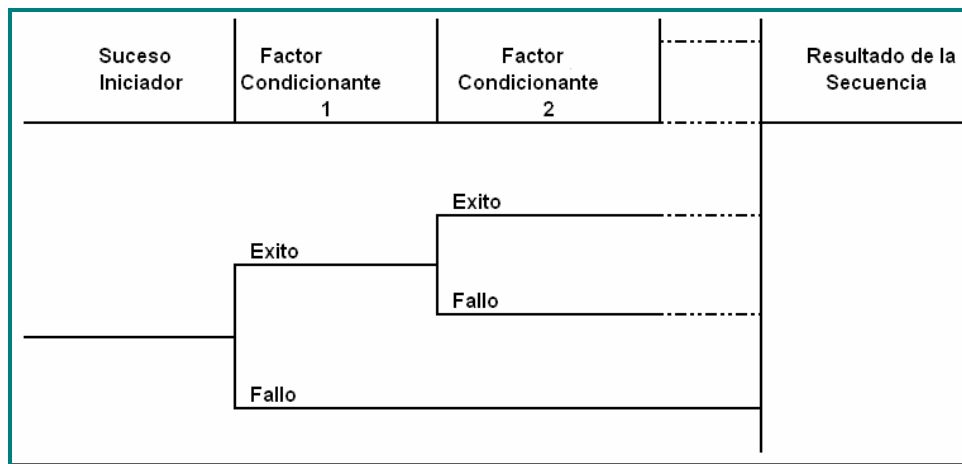 Suceso
Iniciador
Factor
Condicionante
1
Factor
Condicionante
2
Resultado de la
Secuencia
Exito
Exito
Fallo
Fallo